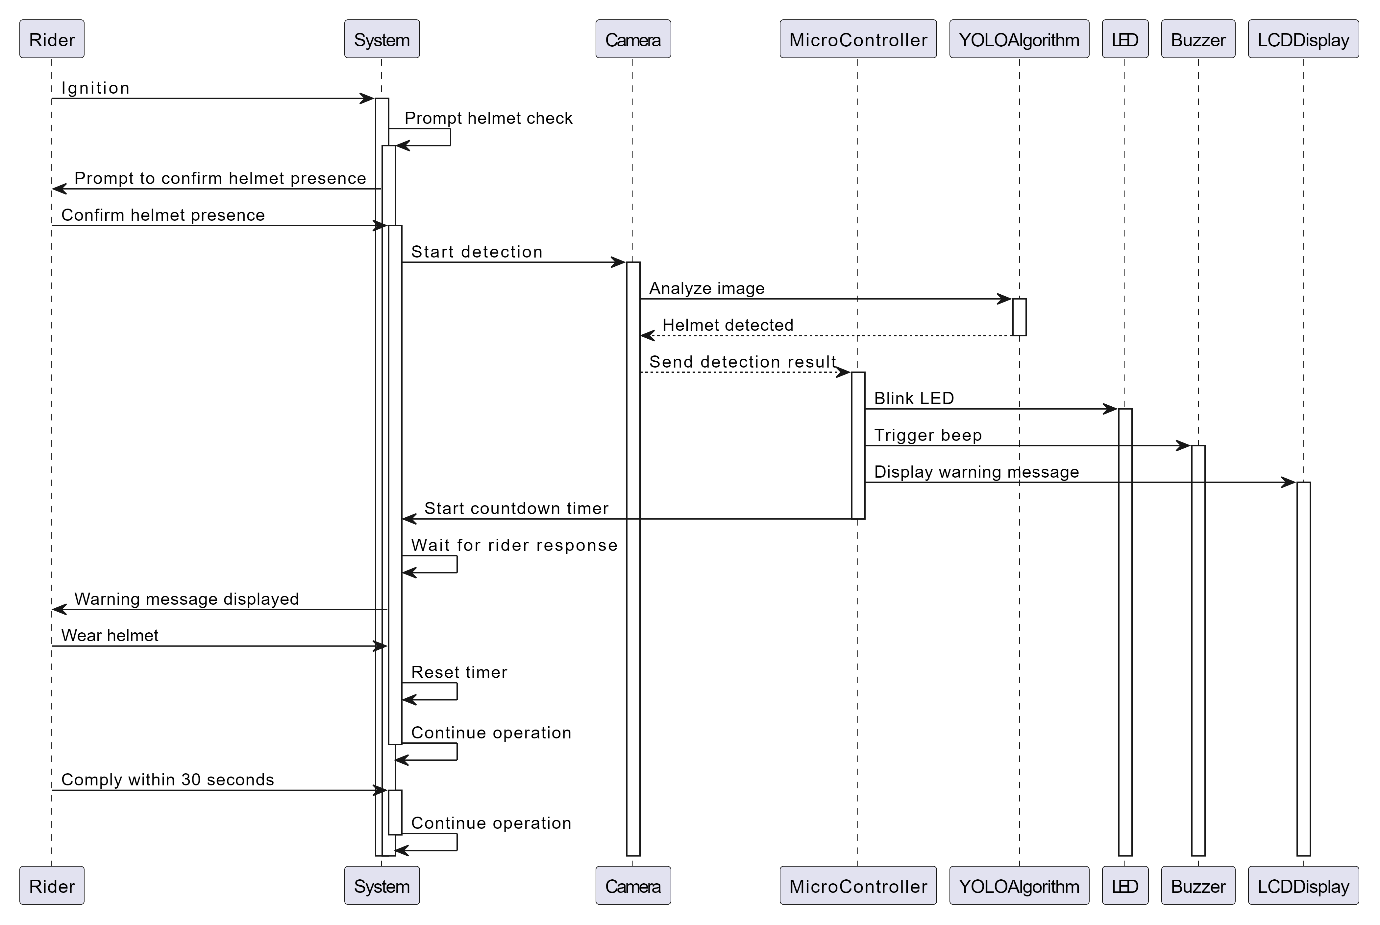 Rider
System
Camera
MicroController
YOLOAlgorithm
LED
Buzzer
LCDDisplay
Ignition
Prompt helmet check
Prompt to confirm helmet presence
Confirm helmet presence
Start detection
Analyze image
Helmet detected
Send detection result
Blink LED
Trigger beep
Display warning message
Start countdown timer
Wait for rider response
Warning message displayed
Wear helmet
Reset timer
Continue operation
Comply within 30 seconds
Continue operation
Rider
System
Camera
MicroController
YOLOAlgorithm
LED
Buzzer
LCDDisplay